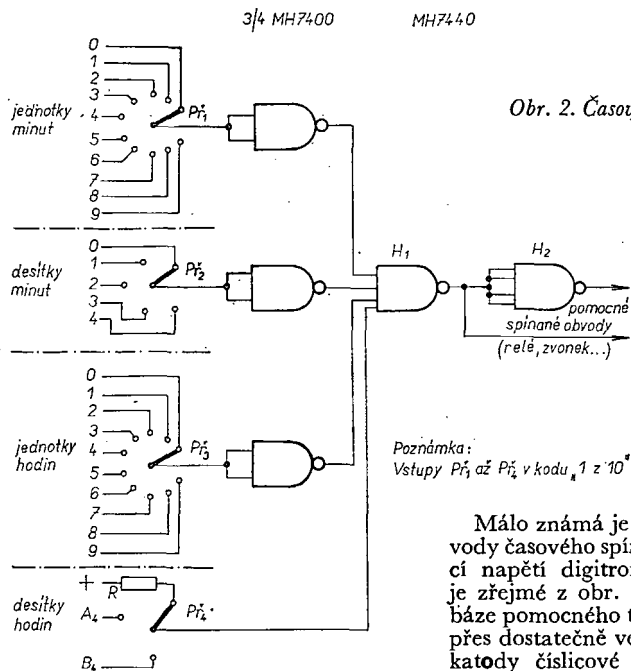 3/4 MH7400
MH7440
0
1
2
3
4
5
6
7
8
9
jednotky
minut
Př₁
Obr. 2. Časový
desítky
minut
0
1
2
3
4
Př₂
H₁
H₂
pomocné
spínané obvody
(relé, zvonek...)
jednotky
hodin
0
1
2
3
4
5
6
7
8
9
Př₃
Poznámka:
Vstupy Př₁ až Př₄ v kodu „1 z 10"
desítky
hodin
+
R
A₄
B₄
Př₄
Málo známá je
vody časového spín
cí napětí digitron
je zřejmé z obr.
báze pomocného t
přes dostatečně ve
katody číslicové